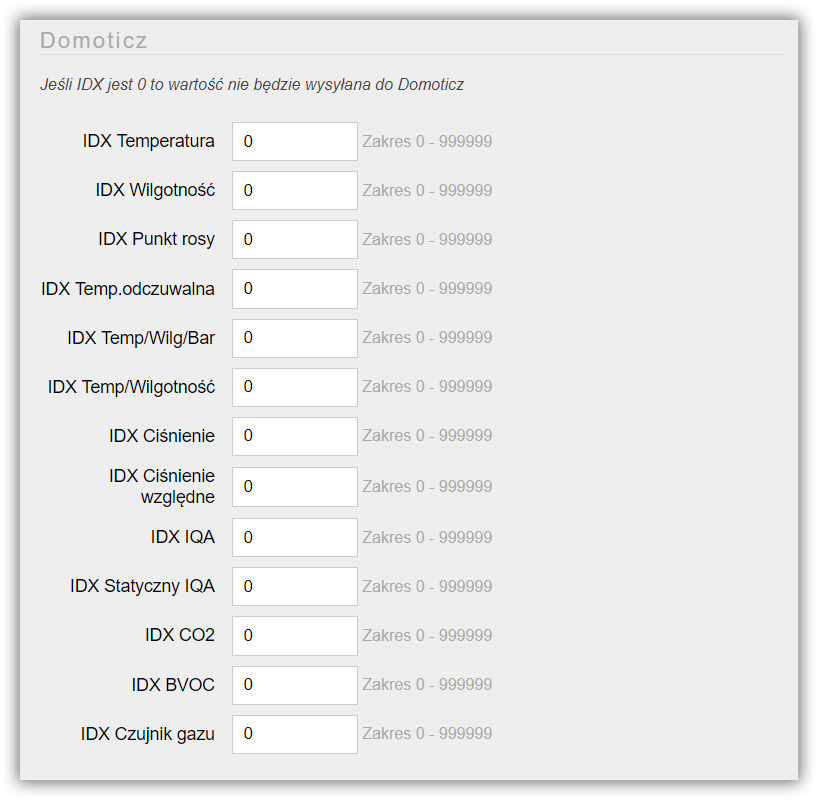 Domoticz
Jeśli IDX jest 0 to wartość nie będzie wysyłana do Domoticz
IDX Temperatura 0 Zakres 0 - 999999
IDX Wilgotność 0 Zakres 0 - 999999
IDX Punkt rosy 0 Zakres 0 - 999999
IDX Temp.odczuwalna 0 Zakres 0 - 999999
IDX Temp/Wilg/Bar 0 Zakres 0 - 999999
IDX Temp/Wilgotność 0 Zakres 0 - 999999
IDX Ciśnienie 0 Zakres 0 - 999999
IDX Ciśnienie
względne 0 Zakres 0 - 999999
IDX IQA 0 Zakres 0 - 999999
IDX Statyczny IQA 0 Zakres 0 - 999999
IDX CO2 0 Zakres 0 - 999999
IDX BVOC 0 Zakres 0 - 999999
IDX Czujnik gazu 0 Zakres 0 - 999999